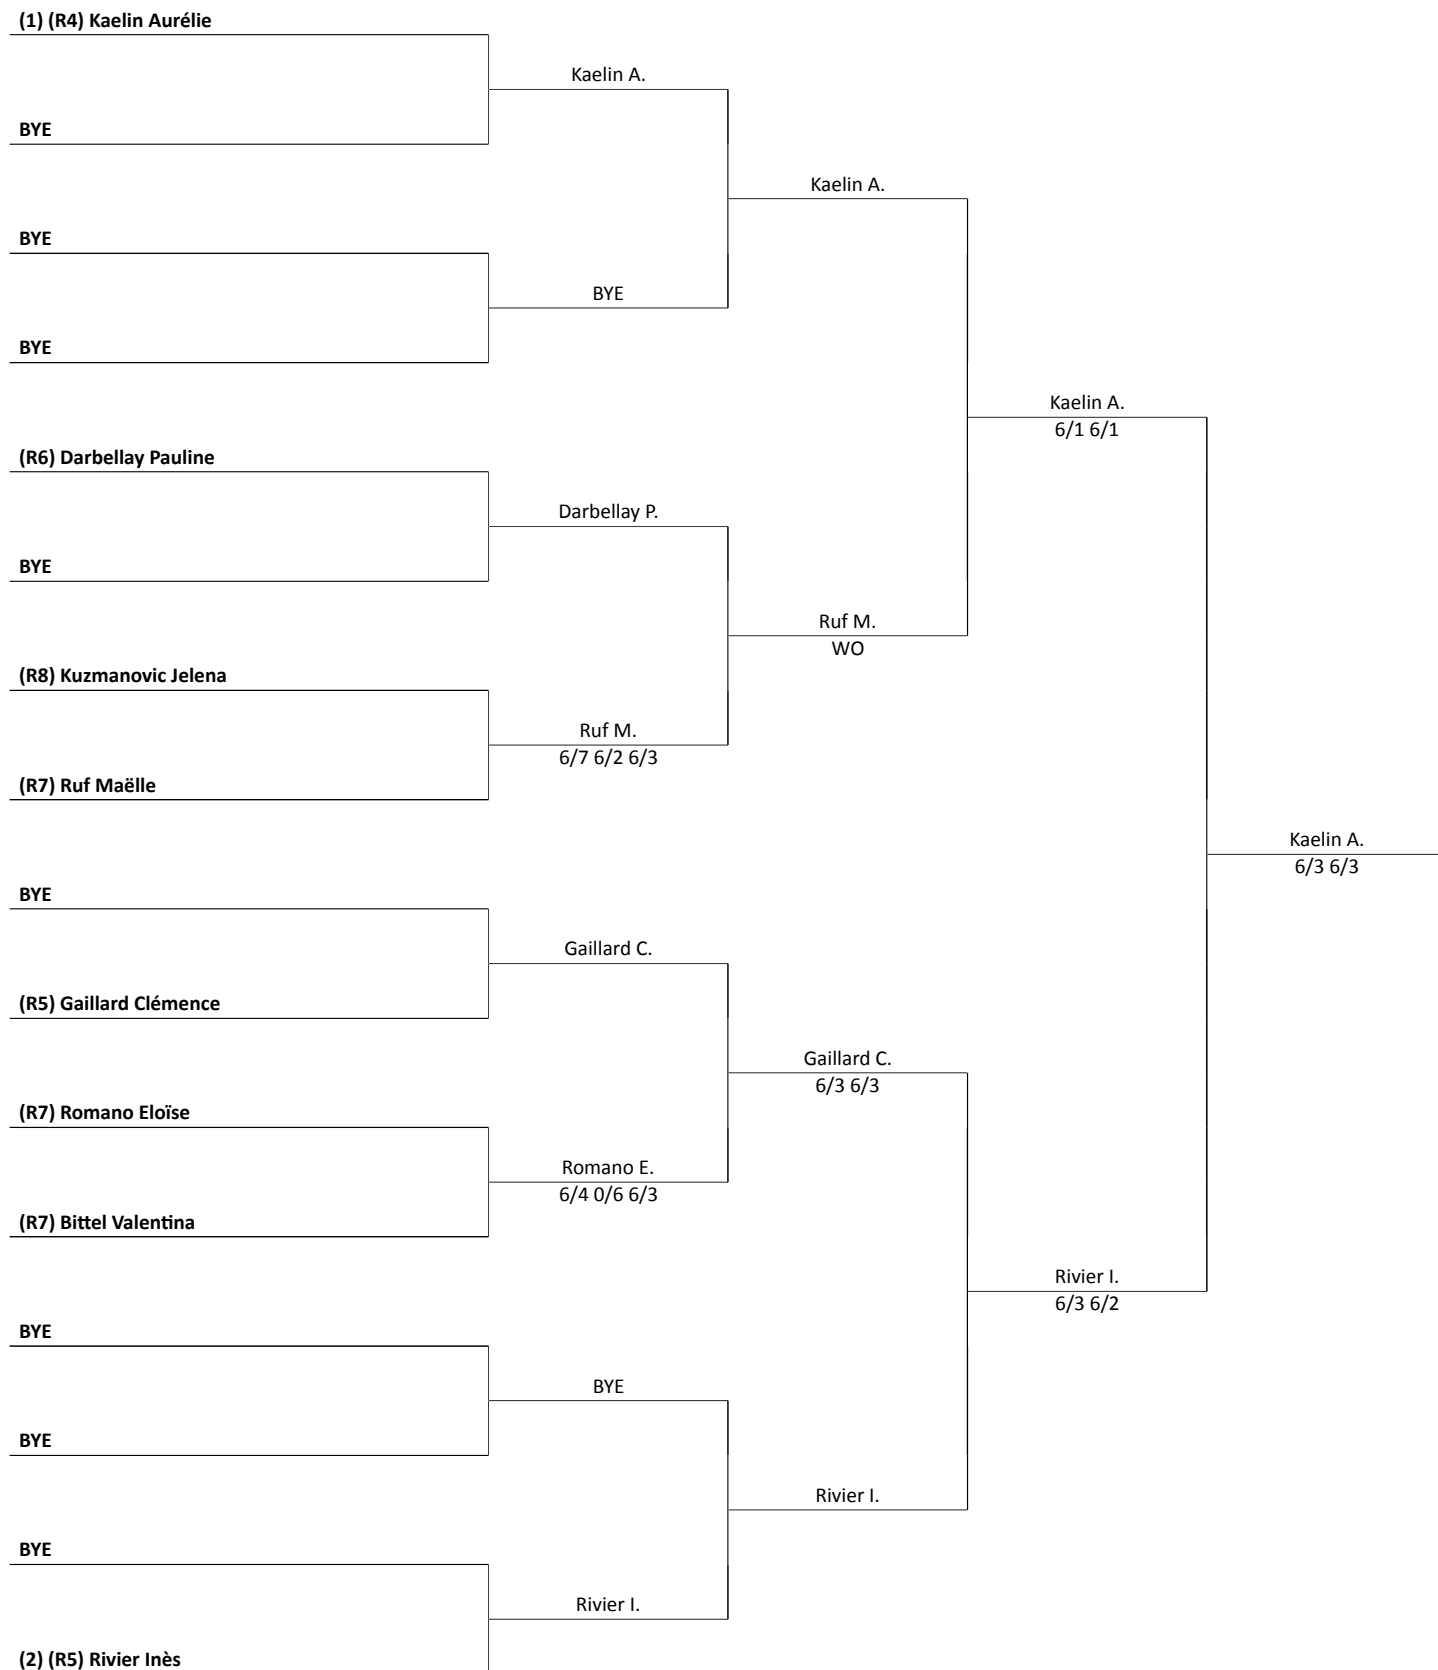 (1) (R4) Kaelin Aurélie
Kaelin A.
BYE
Kaelin A.
BYE
BYE
BYE
Kaelin A.
6/1 6/1
(R6) Darbellay Pauline
Darbellay P.
BYE
Ruf M.
WO
(R8) Kuzmanovic Jelena
Ruf M.
6/7 6/2 6/3
(R7) Ruf Maëlle
Kaelin A.
6/3 6/3
BYE
Gaillard C.
(R5) Gaillard Clémence
Gaillard C.
6/3 6/3
(R7) Romano Eloïse
Romano E.
6/4 0/6 6/3
(R7) Bittel Valentina
Rivier I.
6/3 6/2
BYE
BYE
BYE
Rivier I.
BYE
Rivier I.
(2) (R5) Rivier Inès